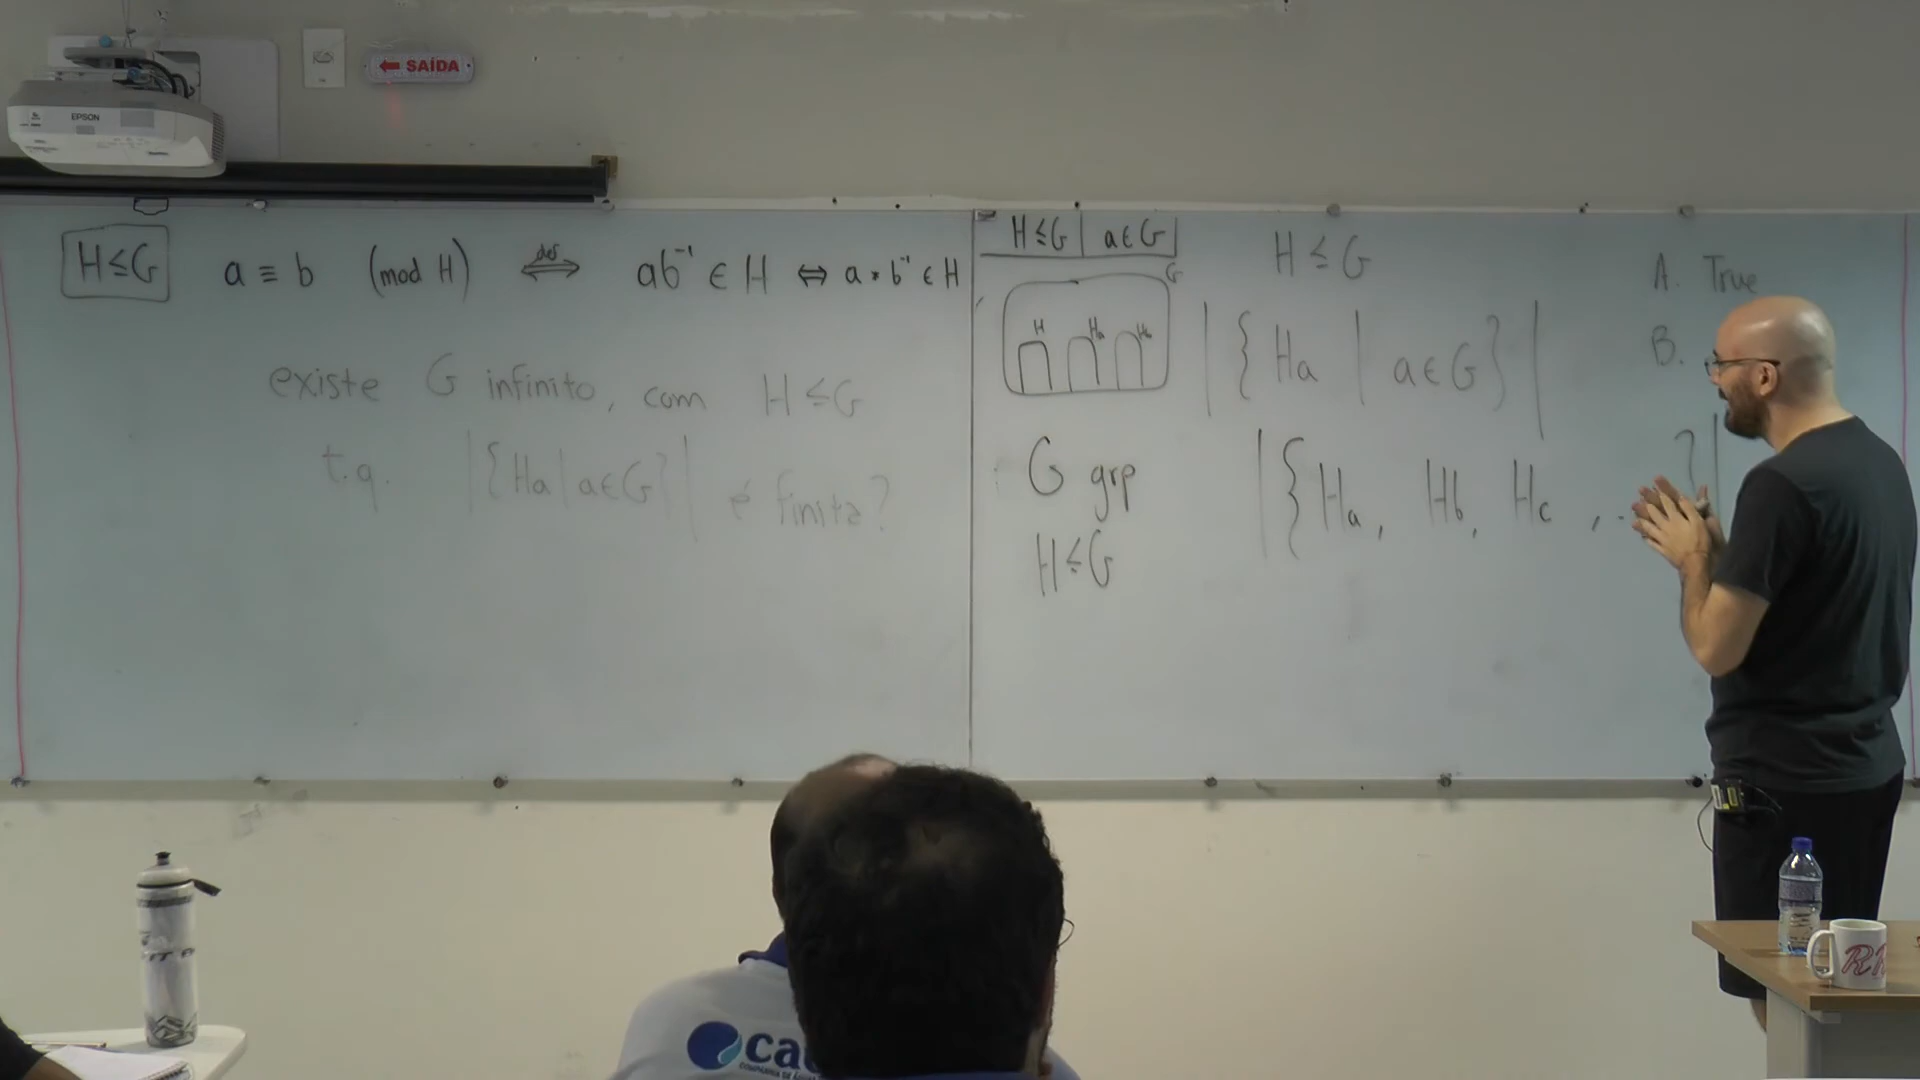 EPSON
← SAÍDA
H ≤ G a ≡ b (mod H) ⇔ def ab⁻¹ ∈ H ⇔ a * b⁻¹ ∈ H
existe G infinito, com H ≤ G
t.q. |{Ha | a ∈ G}| é finita?
H ≤ G | a ∈ G
G
H Ha Hb
G grp
H ≤ G
H ≤ G
|{Ha | a ∈ G}|
|{Ha, Hb, Hc, ..}|
A. True
B.